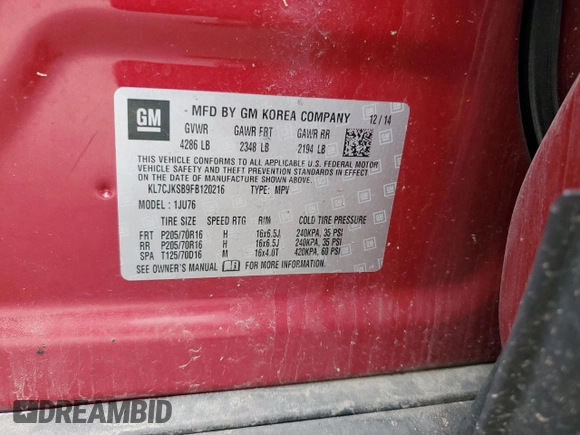 GM MFD BY GM KOREA COMPANY 12/14
GVWR GAWR FRT GAWR RR
4286 LB 2348 LB 2194 LB
THIS VEHICLE CONFORMS TO ALL APPLICABLE U.S. FEDERAL MOTOR
VEHICLE SAFETY AND THEFT PREVENTION STANDARDS IN EFFECT ON
THE DATE OF MANUFACTURE SHOWN ABOVE.
KL7CJKSB9FB120216 TYPE: MPV
MODEL: 1JU76
TIRE SIZE SPEED RTG RIM COLD TIRE PRESSURE
FRT P205/70R16 H 16x6.5J 240KPA, 35 PSI
RR P205/70R16 H 16x6.5J 240KPA, 35 PSI
SPA T125/70D16 M 16x4.0T 420KPA, 60 PSI
SEE OWNER'S MANUAL FOR MORE INFORMATION.
DREAMBID